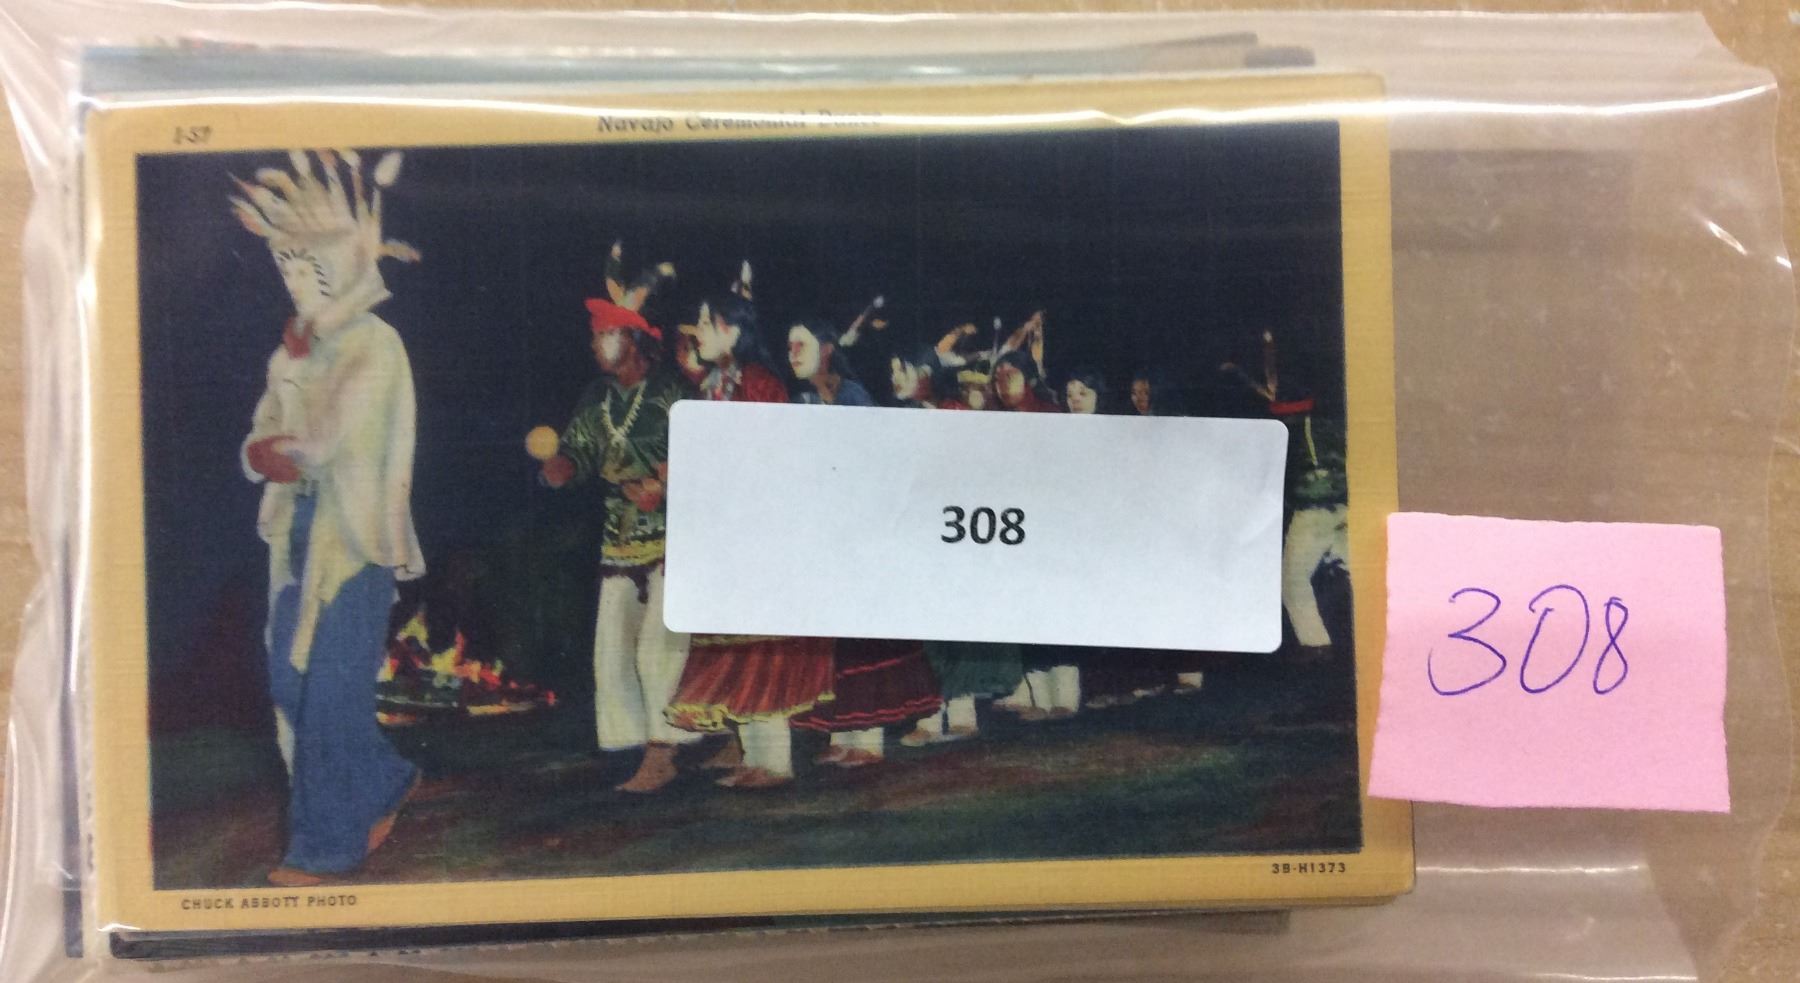 I-57
Navajo Ceremonial Dance
308
308
3B-H1373
CHUCK ABBOTT PHOTO